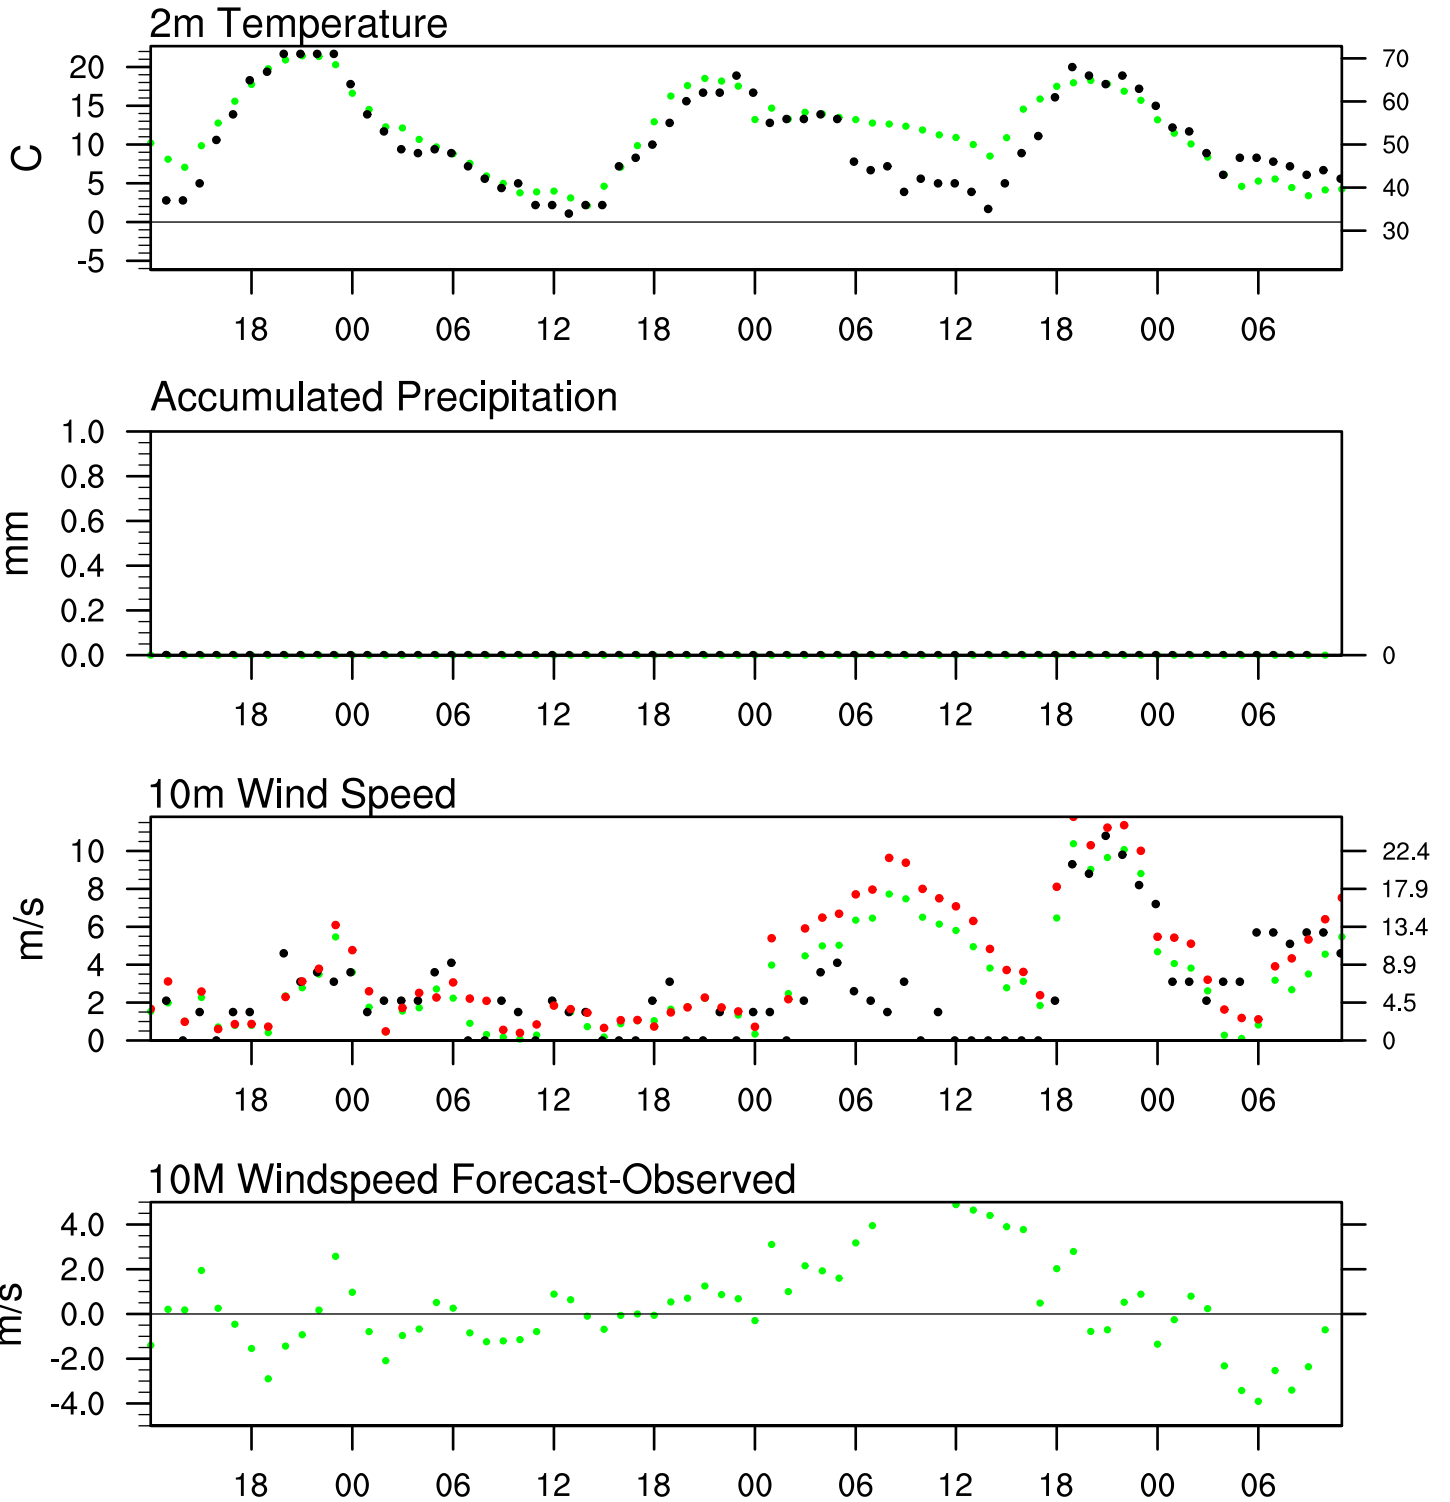 2m Temperature
20
15
10
5
0
-5
C
70
60
50
40
30
18 00 06 12 18 00 06 12 18 00 06
Accumulated Precipitation
1.0
0.8
0.6
0.4
0.2
0.0
mm
0
18 00 06 12 18 00 06 12 18 00 06
10m Wind Speed
10
8
6
4
2
0
m/s
22.4
17.9
13.4
8.9
4.5
0
18 00 06 12 18 00 06 12 18 00 06
10M Windspeed Forecast-Observed
4.0
2.0
0.0
-2.0
-4.0
m/s
18 00 06 12 18 00 06 12 18 00 06